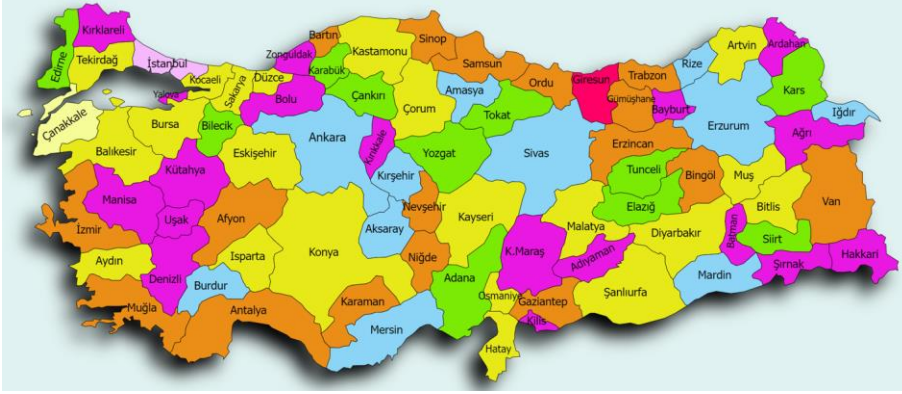 Kırklareli
Edirne
Tekirdağ
İstanbul
Kocaeli
Yalova
Sakarya
Düzce
Zonguldak
Bartın
Karabük
Kastamonu
Sinop
Samsun
Ordu
Giresun
Trabzon
Gümüşhane
Rize
Artvin
Ardahan
Kars
Iğdır
Bayburt
Bolu
Çankırı
Çorum
Amasya
Tokat
Erzurum
Ağrı
Çanakkale
Bursa
Bilecik
Balıkesir
Eskişehir
Ankara
Kırıkkale
Yozgat
Sivas
Erzincan
Tunceli
Bingöl
Muş
Kütahya
Kırşehir
Manisa
Uşak
Afyon
Nevşehir
Kayseri
Malatya
Elazığ
Diyarbakır
Bitlis
Van
İzmir
Aksaray
Aydın
Denizli
Isparta
Konya
Niğde
Adana
K.Maraş
Adıyaman
Batman
Siirt
Hakkari
Şırnak
Mardin
Şanlıurfa
Burdur
Muğla
Antalya
Karaman
Mersin
Osmaniye
Gaziantep
Kilis
Hatay